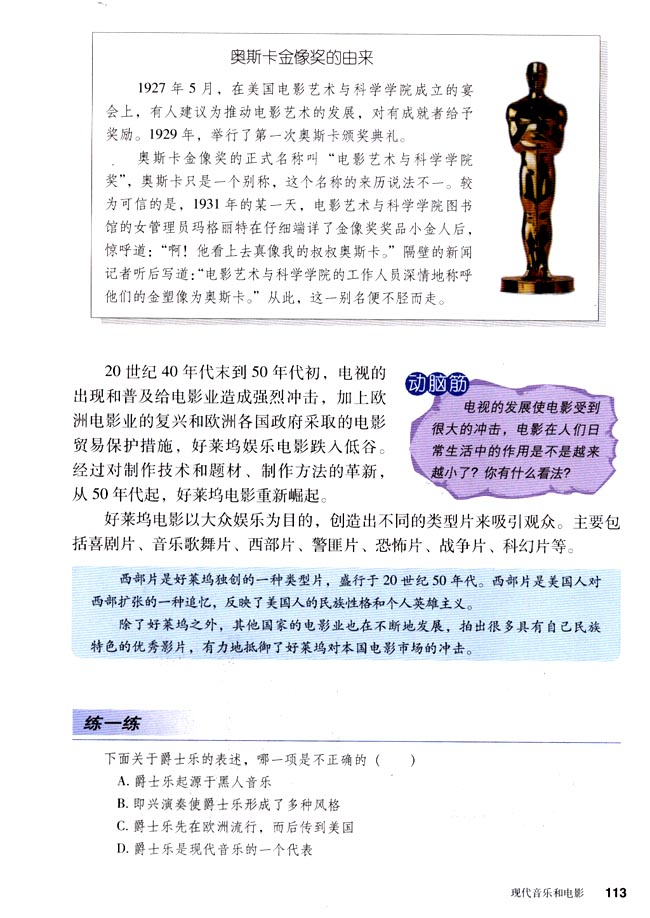 奥斯卡金像奖的由来
1927 年 5 月，在美国电影艺术与科学学院成立的宴
会上，有人建议为推动电影艺术的发展，对有成就者给予
奖励。1929 年，举行了第一次奥斯卡颁奖典礼。
奥斯卡金像奖的正式名称叫“电影艺术与科学学院
奖”，奥斯卡只是一个别称，这个名称的来历说法不一。较
为可信的是，1931 年的某一天，电影艺术与科学学院图书
馆的女管理员玛格丽特在仔细端详了金像奖奖品小金人后，
惊呼道：“啊！他看上去真像我的叔叔奥斯卡。”隔壁的新闻
记者听后写道：“电影艺术与科学学院的工作人员深情地称呼
他们的金塑像为奥斯卡。”从此，这一别名便不胫而走。
20 世纪 40 年代末到 50 年代初，电视的
出现和普及给电影业造成强烈冲击，加上欧
洲电影业的复兴和欧洲各国政府采取的电影
贸易保护措施，好莱坞娱乐电影跌入低谷。
经过对制作技术和题材、制作方法的革新，
从 50 年代起，好莱坞电影重新崛起。
动脑筋
电视的发展使电影受到
很大的冲击，电影在人们日
常生活中的作用是不是越来
越小了？你有什么看法？
好莱坞电影以大众娱乐为目的，创造出不同的类型片来吸引观众。主要包
括喜剧片、音乐歌舞片、西部片、警匪片、恐怖片、战争片、科幻片等。
西部片是好莱坞独创的一种类型片，盛行于 20 世纪 50 年代。西部片是美国人对
西部扩张的一种追忆，反映了美国人的民族性格和个人英雄主义。
除了好莱坞之外，其他国家的电影业也在不断地发展，拍出很多具有自己民族
特色的优秀影片，有力地抵御了好莱坞对本国电影市场的冲击。
练一练
下面关于爵士乐的表述，哪一项是不正确的（　　）
A. 爵士乐起源于黑人音乐
B. 即兴演奏使爵士乐形成了多种风格
C. 爵士乐先在欧洲流行，而后传到美国
D. 爵士乐是现代音乐的一个代表
现代音乐和电影 113